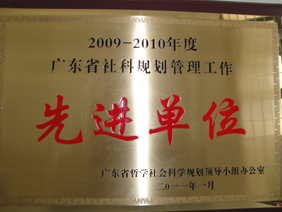 2009-2010年度
广东省社科规划管理工作
先进单位
广东省哲学社会科学规划领导小组办公室
二〇一一年一月